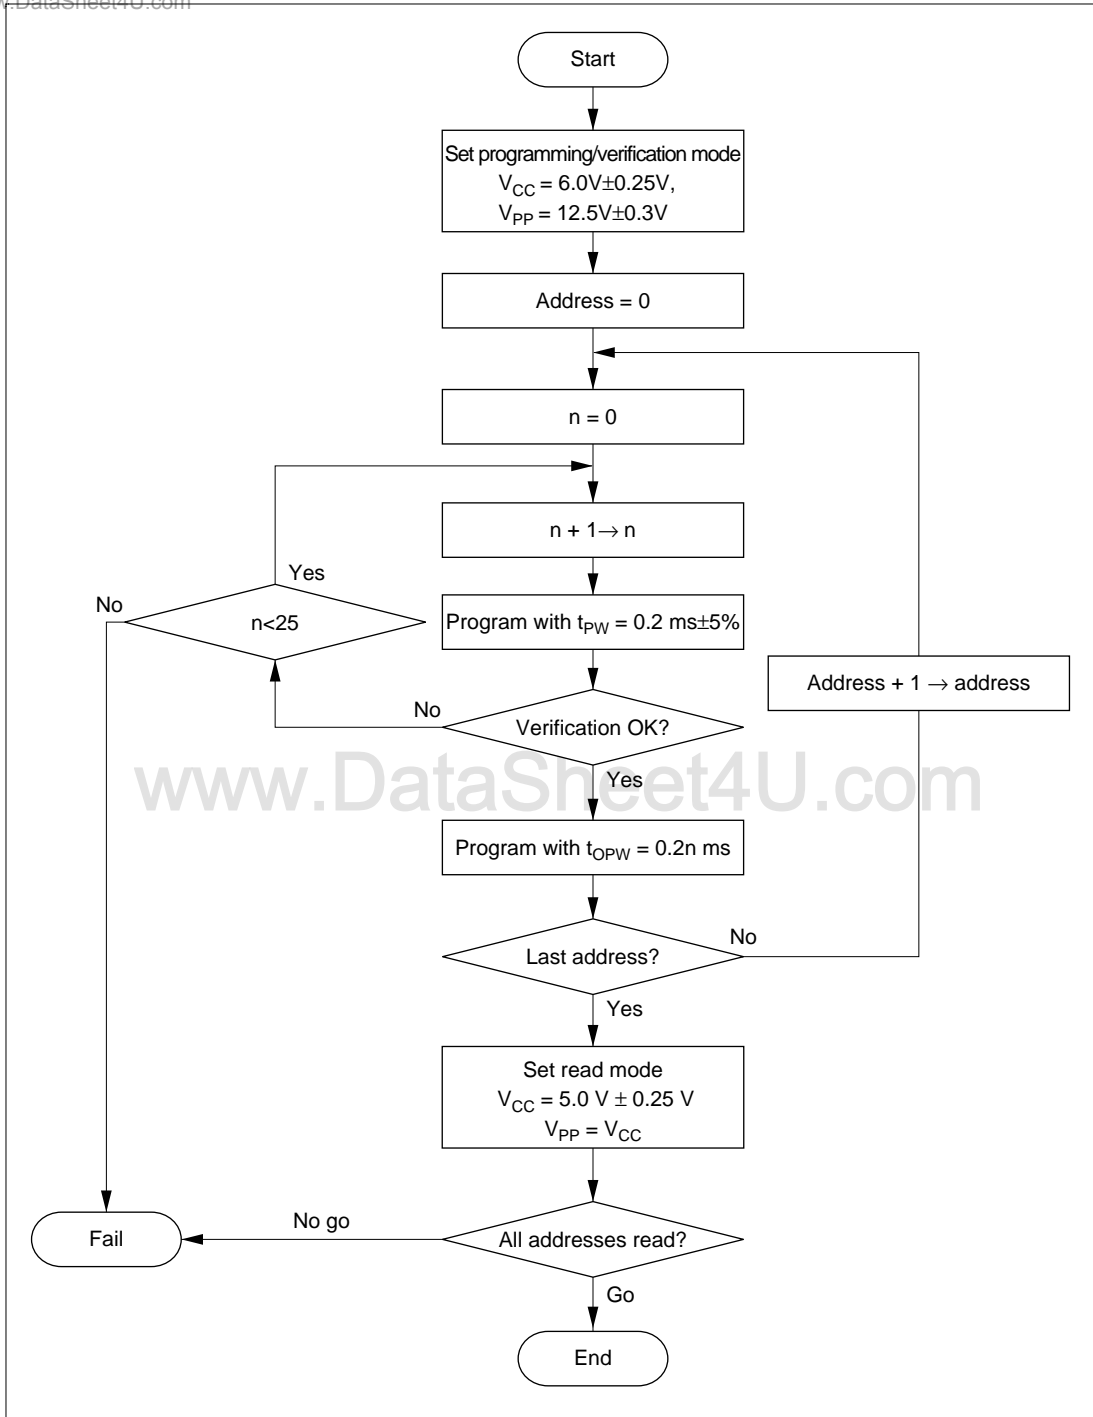 w.DataSheet4U.com
Start
Set programming/verification mode
VCC = 6.0V±0.25V,
VPP = 12.5V±0.3V
Address = 0
n = 0
n + 1→ n
Yes
No
n<25
Program with tPW = 0.2 ms±5%
Address + 1 → address
No
Verification OK?
www.DataSheet4U.com
Yes
Program with tOPW = 0.2n ms
No
Last address?
Yes
Set read mode
VCC = 5.0 V ± 0.25 V
VPP = VCC
No go
Fail
All addresses read?
Go
End